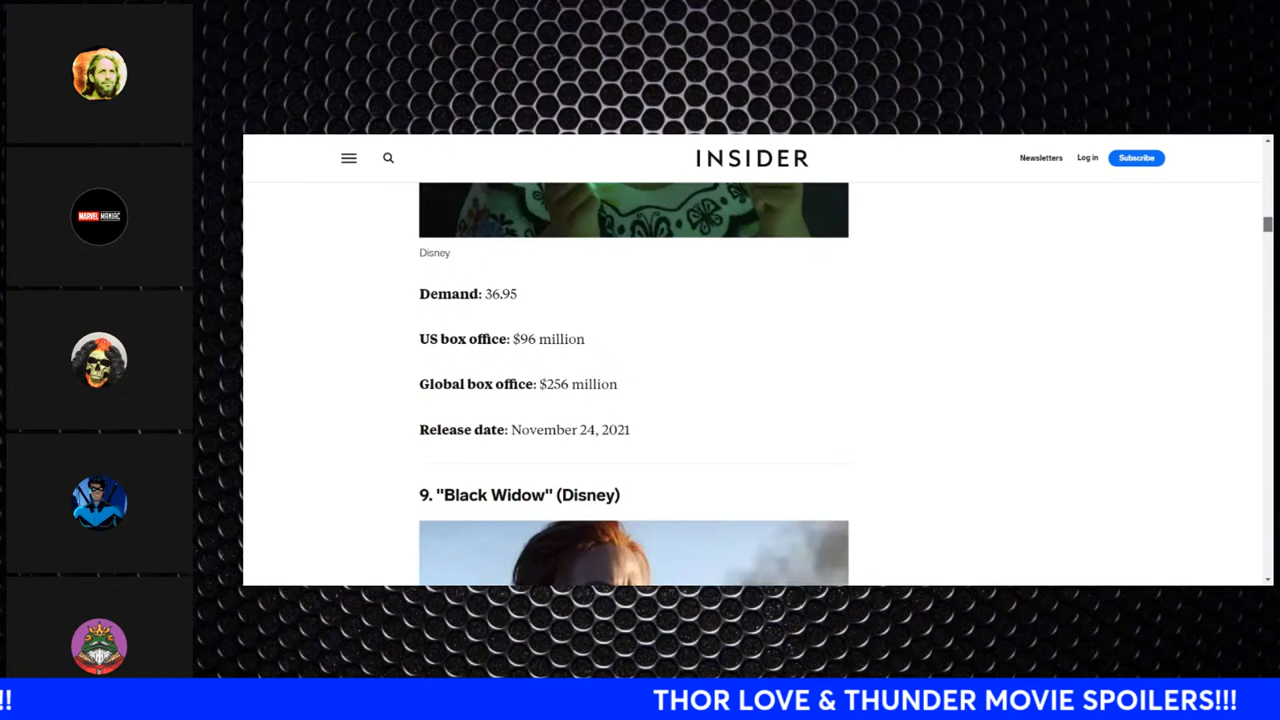 MARVEL MANIAC
INSIDER
Newsletters
Log in
Subscribe
Disney
Demand: 36.95
US box office: $96 million
Global box office: $256 million
Release date: November 24, 2021
9. "Black Widow" (Disney)
!!
THOR LOVE & THUNDER MOVIE SPOILERS!!!